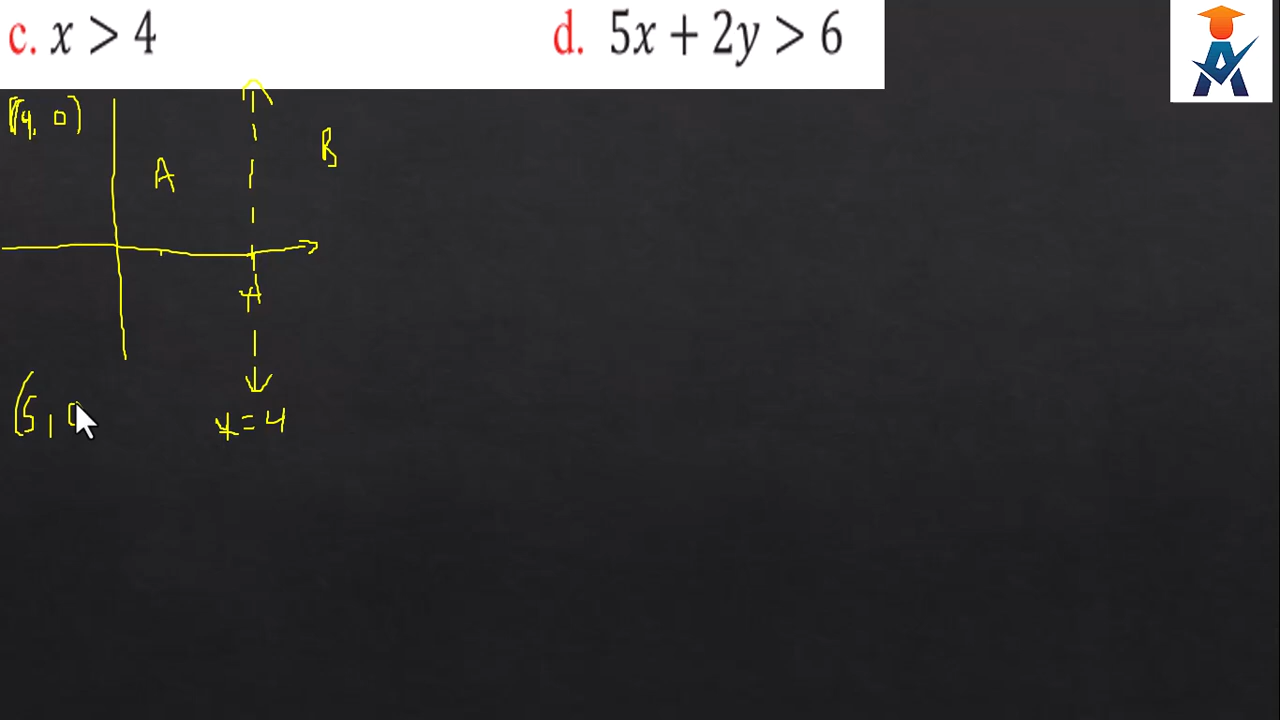 c. x > 4
d. 5x + 2y > 6
(4, 0)
A
B
4
(5, 0
x = 4